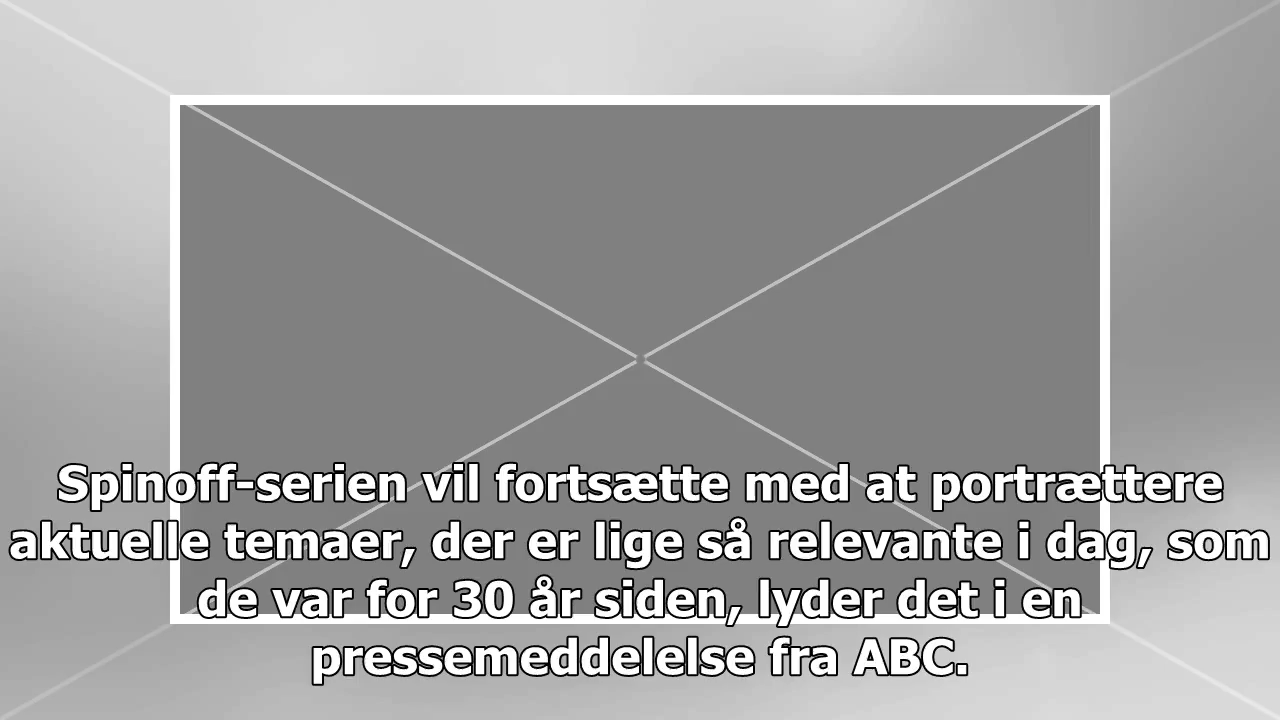 Spinoff-serien vil fortsætte med at portrættere
aktuelle temaer, der er lige så relevante i dag, som
de var for 30 år siden, lyder det i en
pressemeddelelse fra ABC.